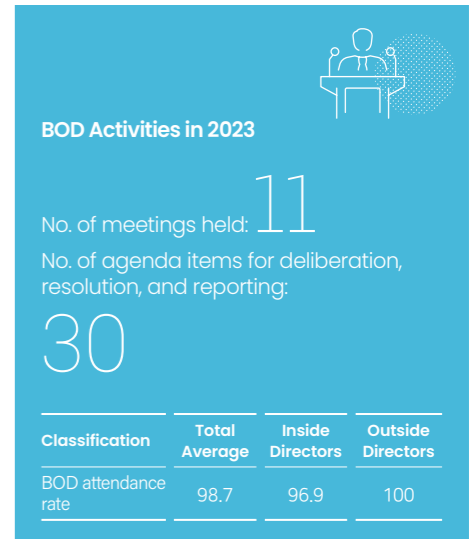 BOD Activities in 2023
No. of meetings held: 11
No. of agenda items for deliberation,
resolution, and reporting:
30
Classification Total Average Inside Directors Outside Directors
BOD attendance rate 98.7 96.9 100